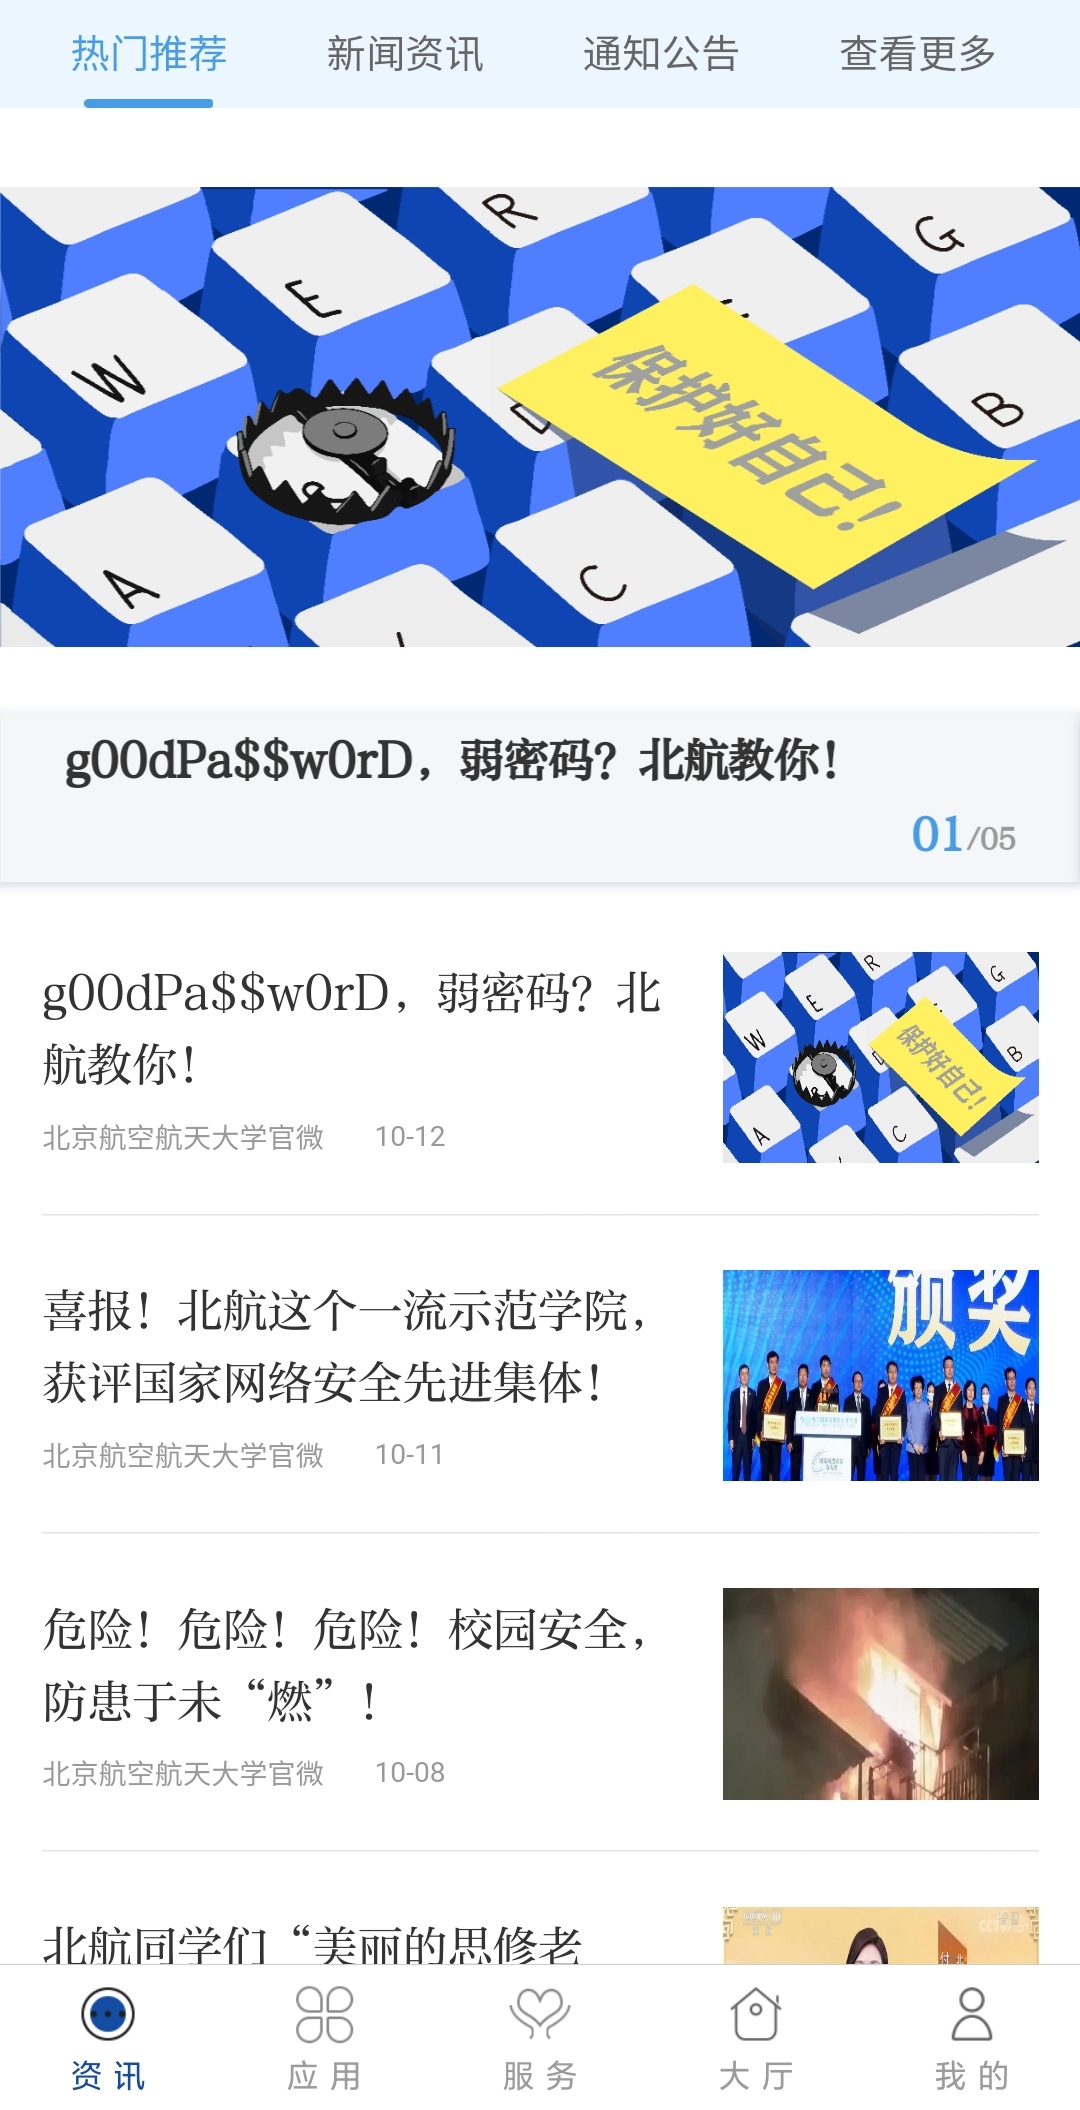 热门推荐 新闻资讯 通知公告 查看更多
R
G
E
W
保护好自己!
B
A
C
g00dPa$$w0rD，弱密码？北航教你！
01/05
g00dPa$$w0rD，弱密码？北
航教你！
北京航空航天大学官微 10-12
R
G
E
W
保护好自己!
B
A
C
喜报！北航这个一流示范学院，
获评国家网络安全先进集体！
北京航空航天大学官微 10-11
颁奖
危险！危险！危险！校园安全，
防患于未“燃”！
北京航空航天大学官微 10-08
北航同学们“美丽的思修老
资讯 应用 服务 大厅 我的